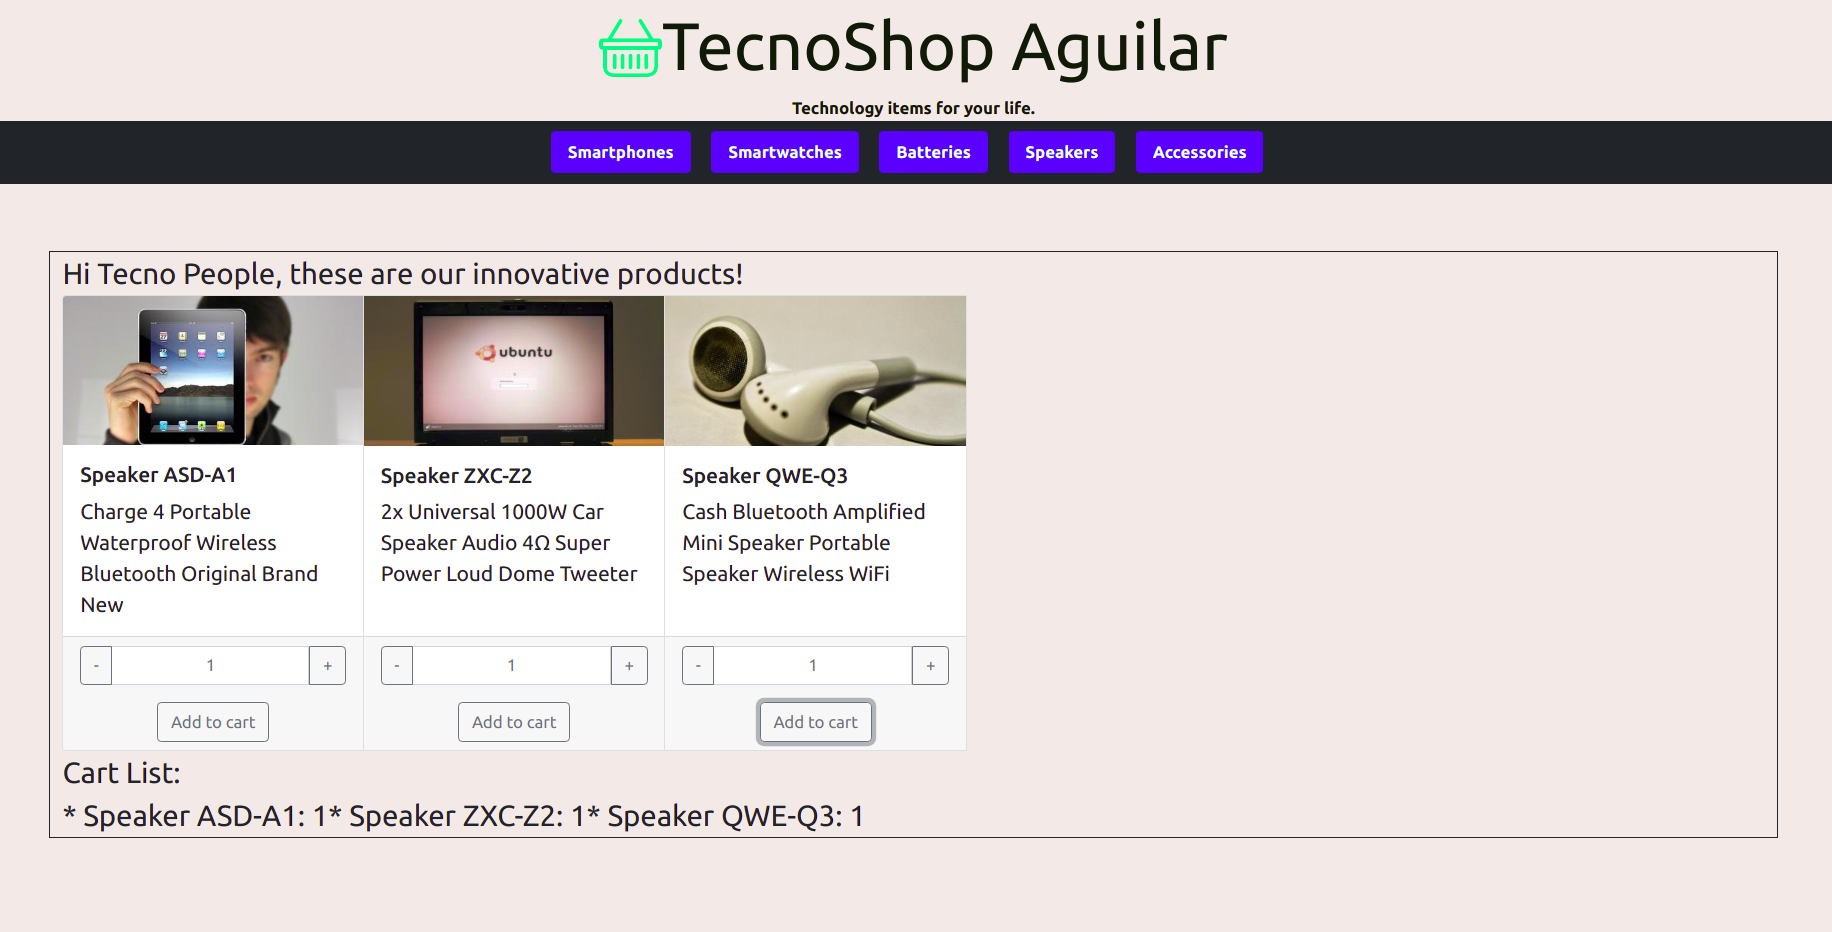 TecnoShop Aguilar
Technology items for your life.
Smartphones Smartwatches Batteries Speakers Accessories
Hi Tecno People, these are our innovative products!
ubuntu
Speaker ASD-A1
Charge 4 Portable
Waterproof Wireless
Bluetooth Original Brand
New
- 1 +
Add to cart
Speaker ZXC-Z2
2x Universal 1000W Car
Speaker Audio 4Ω Super
Power Loud Dome Tweeter
- 1 +
Add to cart
Speaker QWE-Q3
Cash Bluetooth Amplified
Mini Speaker Portable
Speaker Wireless WiFi
- 1 +
Add to cart
Cart List:
* Speaker ASD-A1: 1* Speaker ZXC-Z2: 1* Speaker QWE-Q3: 1